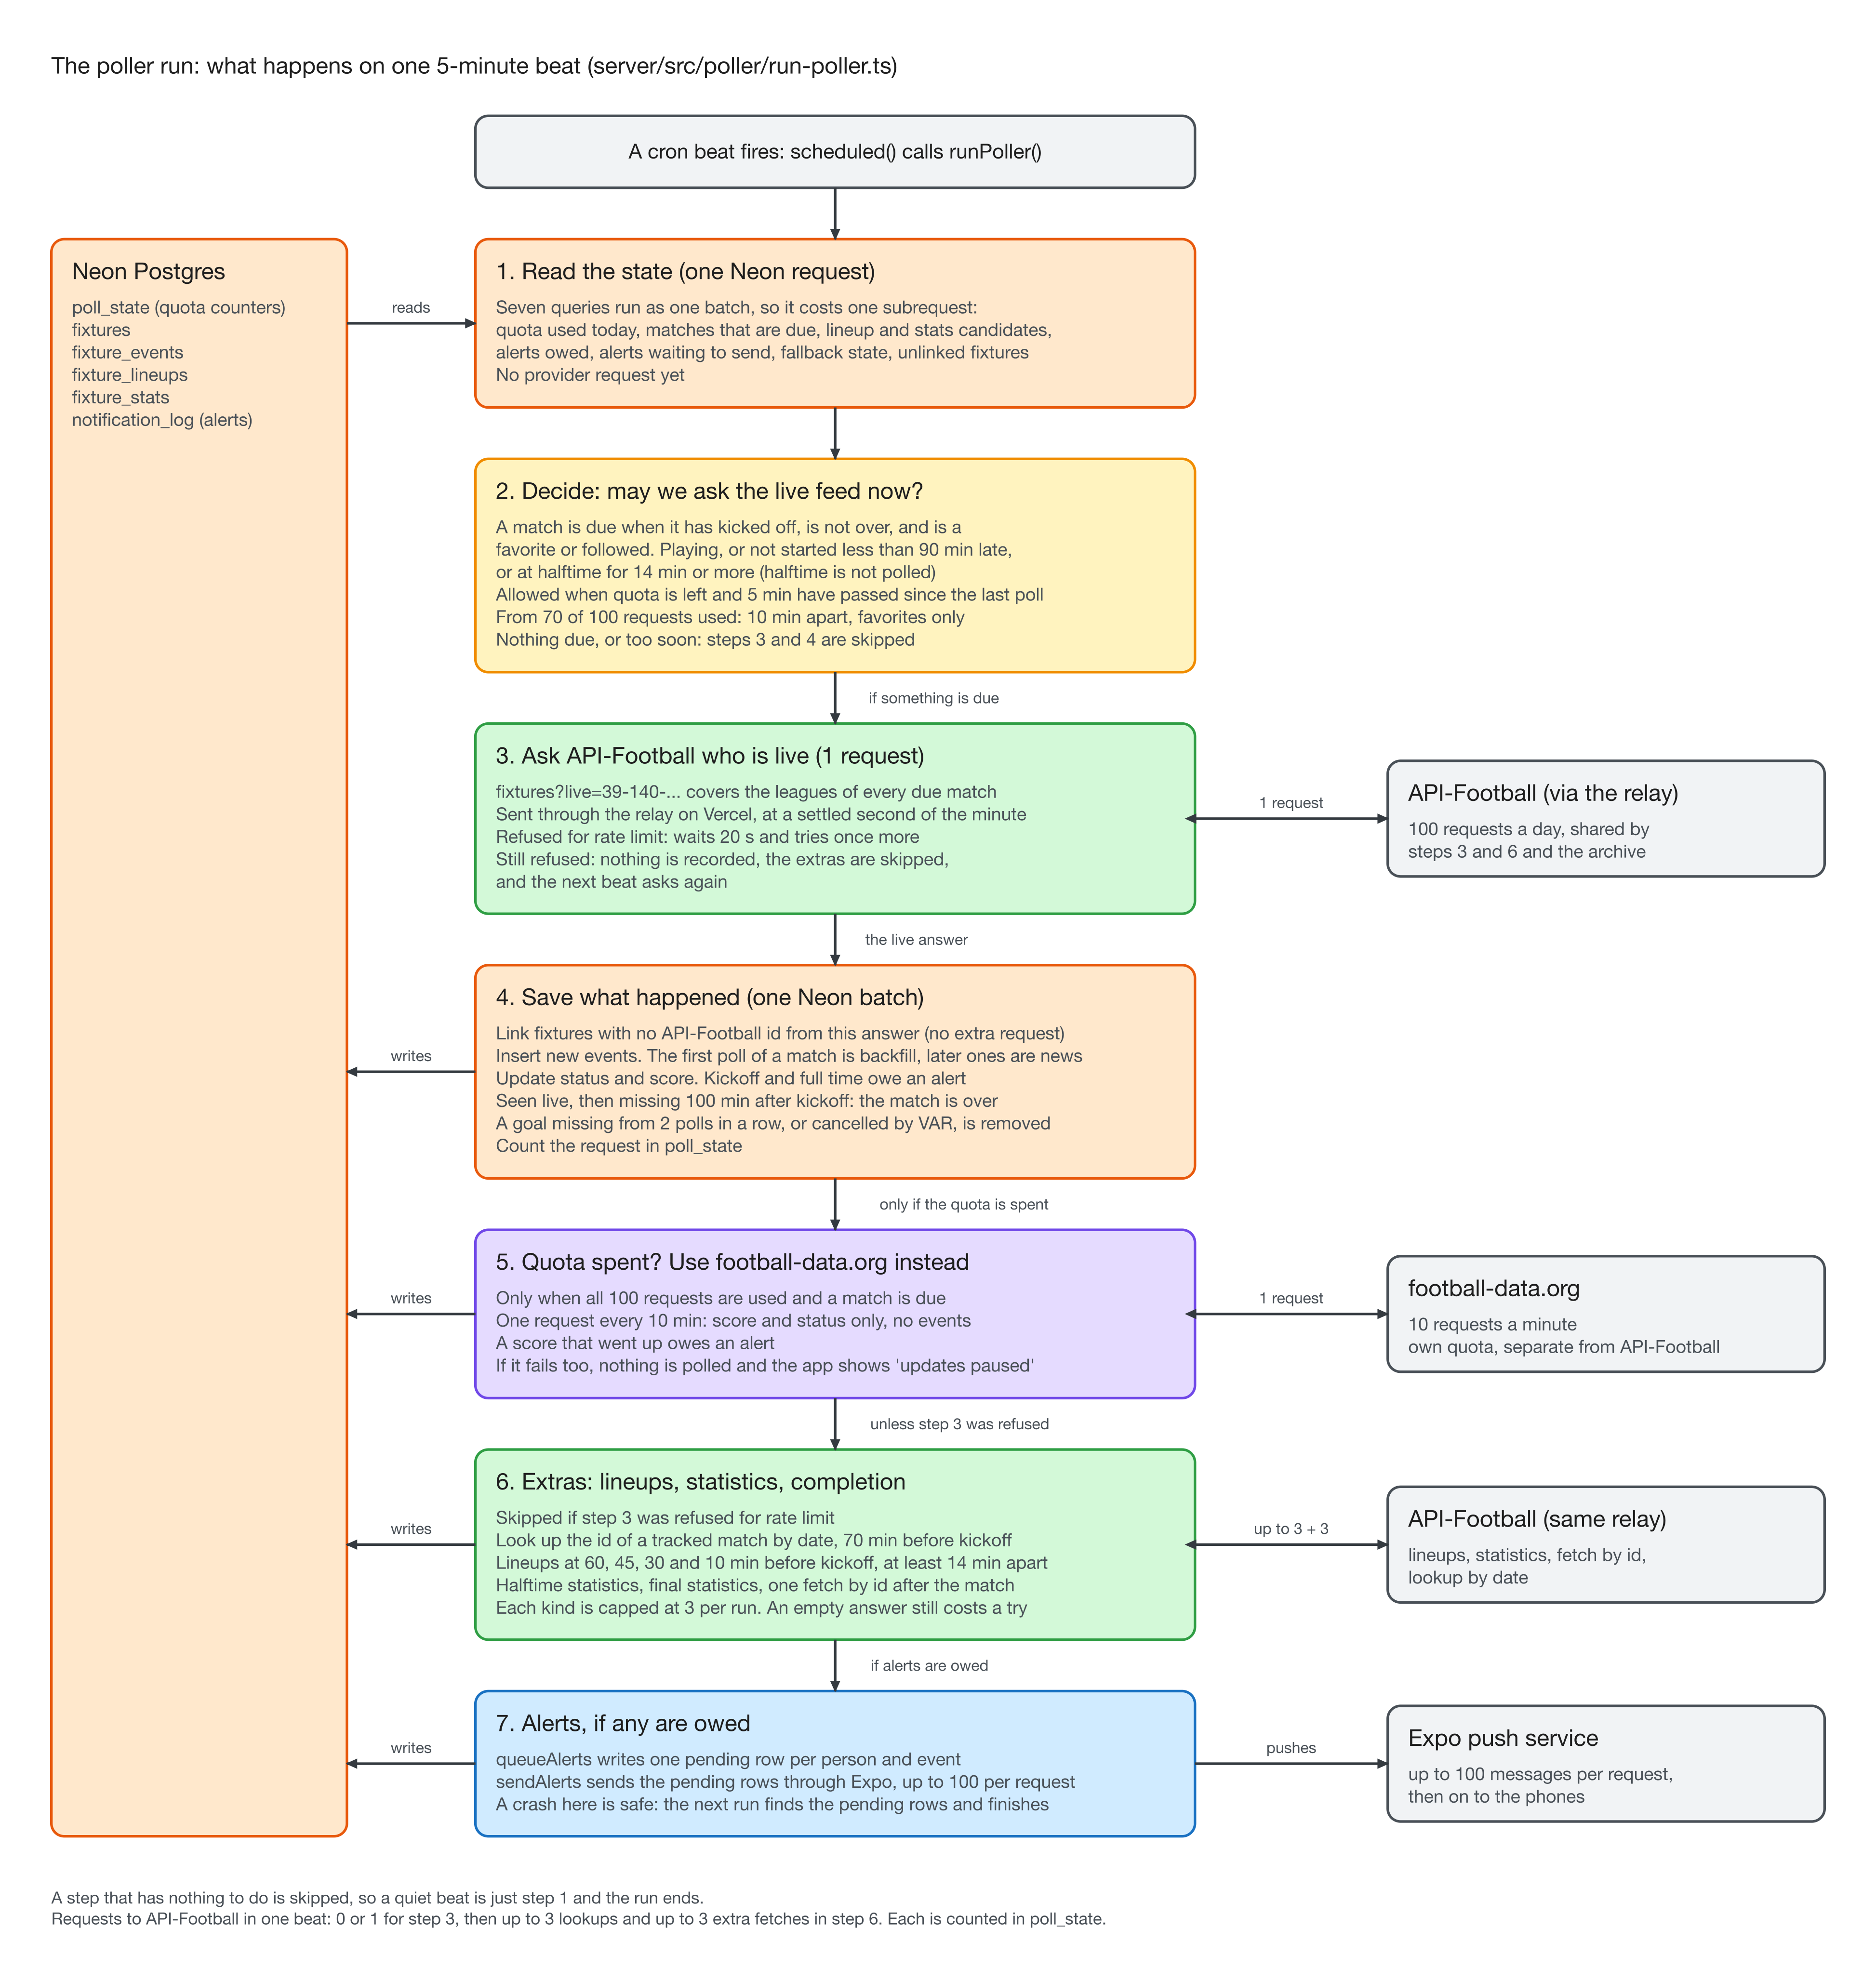 The poller run: what happens on one 5-minute beat (server/src/poller/run-poller.ts)
A cron beat fires: scheduled() calls runPoller()
Neon Postgres
poll_state (quota counters)
fixtures
fixture_events
fixture_lineups
fixture_stats
notification_log (alerts)
reads
1. Read the state (one Neon request)
Seven queries run as one batch, so it costs one subrequest:
quota used today, matches that are due, lineup and stats candidates,
alerts owed, alerts waiting to send, fallback state, unlinked fixtures
No provider request yet
2. Decide: may we ask the live feed now?
A match is due when it has kicked off, is not over, and is a
favorite or followed. Playing, or not started less than 90 min late,
or at halftime for 14 min or more (halftime is not polled)
Allowed when quota is left and 5 min have passed since the last poll
From 70 of 100 requests used: 10 min apart, favorites only
Nothing due, or too soon: steps 3 and 4 are skipped
if something is due
3. Ask API-Football who is live (1 request)
fixtures?live=39-140-... covers the leagues of every due match
Sent through the relay on Vercel, at a settled second of the minute
Refused for rate limit: waits 20 s and tries once more
Still refused: nothing is recorded, the extras are skipped,
and the next beat asks again
1 request
API-Football (via the relay)
100 requests a day, shared by
steps 3 and 6 and the archive
the live answer
4. Save what happened (one Neon batch)
Link fixtures with no API-Football id from this answer (no extra request)
Insert new events. The first poll of a match is backfill, later ones are news
Update status and score. Kickoff and full time owe an alert
Seen live, then missing 100 min after kickoff: the match is over
A goal missing from 2 polls in a row, or cancelled by VAR, is removed
Count the request in poll_state
writes
only if the quota is spent
5. Quota spent? Use football-data.org instead
Only when all 100 requests are used and a match is due
One request every 10 min: score and status only, no events
A score that went up owes an alert
If it fails too, nothing is polled and the app shows 'updates paused'
writes
1 request
football-data.org
10 requests a minute
own quota, separate from API-Football
unless step 3 was refused
6. Extras: lineups, statistics, completion
Skipped if step 3 was refused for rate limit
Look up the id of a tracked match by date, 70 min before kickoff
Lineups at 60, 45, 30 and 10 min before kickoff, at least 14 min apart
Halftime statistics, final statistics, one fetch by id after the match
Each kind is capped at 3 per run. An empty answer still costs a try
writes
up to 3 + 3
API-Football (same relay)
lineups, statistics, fetch by id,
lookup by date
if alerts are owed
7. Alerts, if any are owed
queueAlerts writes one pending row per person and event
sendAlerts sends the pending rows through Expo, up to 100 per request
A crash here is safe: the next run finds the pending rows and finishes
writes
pushes
Expo push service
up to 100 messages per request,
then on to the phones
A step that has nothing to do is skipped, so a quiet beat is just step 1 and the run ends.
Requests to API-Football in one beat: 0 or 1 for step 3, then up to 3 lookups and up to 3 extra fetches in step 6. Each is counted in poll_state.